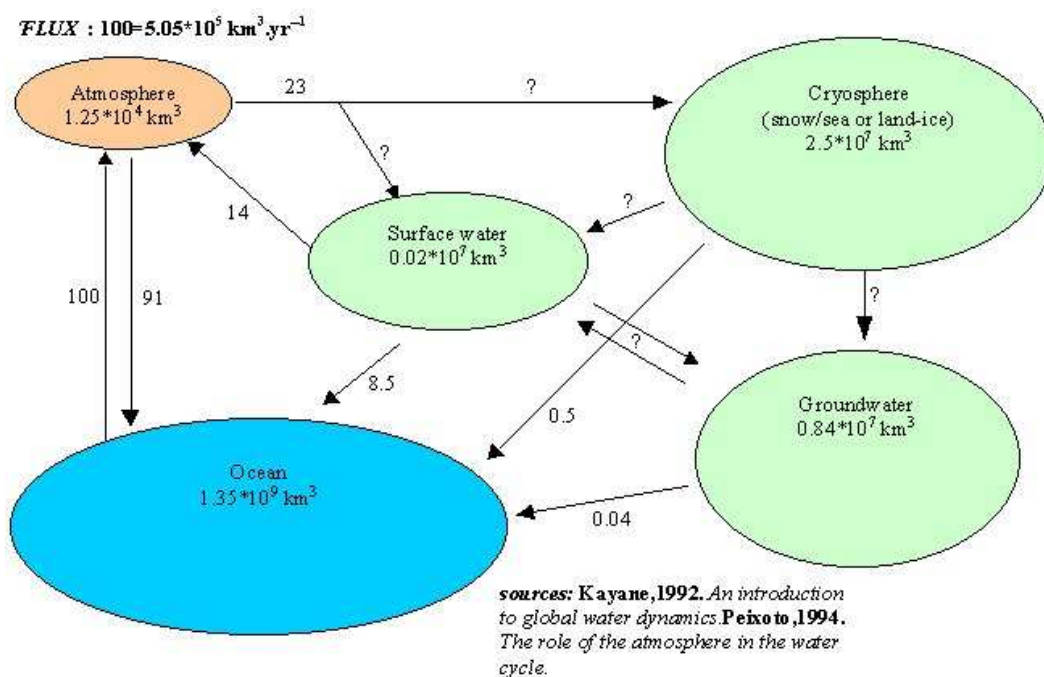 FLUX : 100=5.05*10⁵ km³.yr⁻¹
Atmosphere
1.25*10⁴ km³
23
?
Cryosphere
(snow/sea or land-ice)
2.5*10⁷ km³
?
14
Surface water
0.02*10⁷ km³
?
100
91
?
?
8.5
0.5
Groundwater
0.84*10⁷ km³
Ocean
1.35*10⁹ km³
0.04
sources: Kayane,1992. An introduction
to global water dynamics.Peixoto,1994.
The role of the atmosphere in the water
cycle.